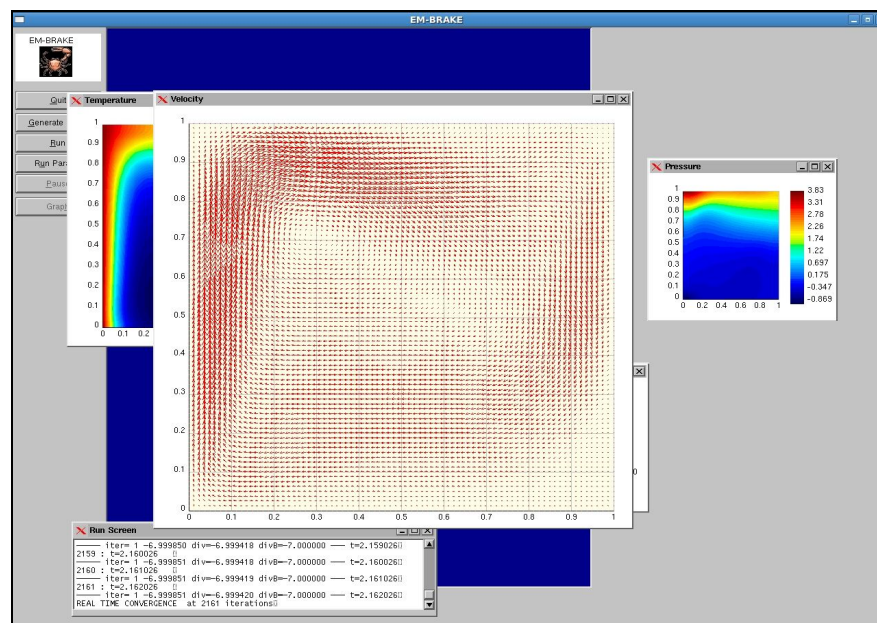 EM-BRAKE
EM-BRAKE
Quit
Generate
Run
Run Para
Pause
Graph
Temperature
1
0.9
0.8
0.7
0.6
0.5
0.4
0.3
0.2
0.1
0
0 0.1 0.2
Velocity
1
0.9
0.8
0.7
0.6
0.5
0.4
0.3
0.2
0.1
0
0 0.1 0.2 0.3 0.4 0.5 0.6 0.7 0.8 0.9 1
Pressure
1
0.9
0.8
0.7
0.6
0.5
0.4
0.3
0.2
0.1
0
0 0.2 0.4 0.6 0.8 1
3.83
3.31
2.78
2.26
1.74
1.22
0.697
0.175
-0.347
-0.869
0
Run Screen
—— iter= 1 -6.999850 div=-6.999418 divB=-7.000000 —— t=2.159026
2159 : t=2.160026
—— iter= 1 -6.999851 div=-6.999418 divB=-7.000000 —— t=2.160026
2160 : t=2.161026
—— iter= 1 -6.999851 div=-6.999419 divB=-7.000000 —— t=2.161026
2161 : t=2.162026
—— iter= 1 -6.999851 div=-6.999420 divB=-7.000000 —— t=2.162026
REAL TIME CONVERGENCE at 2161 iterations